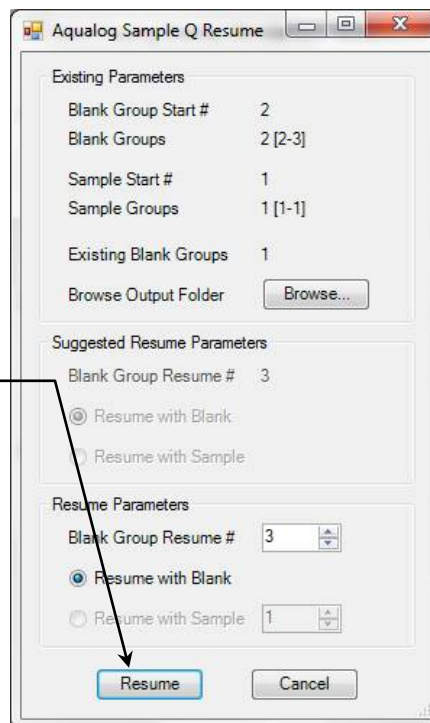 Aqualog Sample Q Resume
Existing Parameters
Blank Group Start # 2
Blank Groups 2 [2-3]
Sample Start # 1
Sample Groups 1 [1-1]
Existing Blank Groups 1
Browse Output Folder Browse...
Suggested Resume Parameters
Blank Group Resume # 3
Resume with Blank
Resume with Sample
Resume Parameters
Blank Group Resume # 3
Resume with Blank
Resume with Sample 1
Resume Cancel